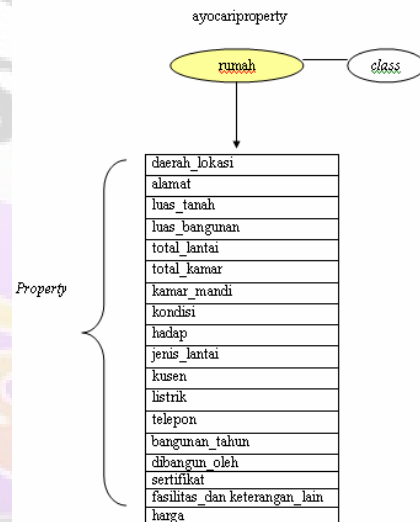 ayocariproperty
rumah
class
daerah_lokasi
alamat
luas_tanah
luas_bangunan
total_lantai
total_kamar
kamar_mandi
kondisi
hadap
jenis_lantai
kusen
listrik
telepon
bangunan_tahun
dibangun_oleh
sertifikat
fasilitas_dan keterangan_lain
harga
Property